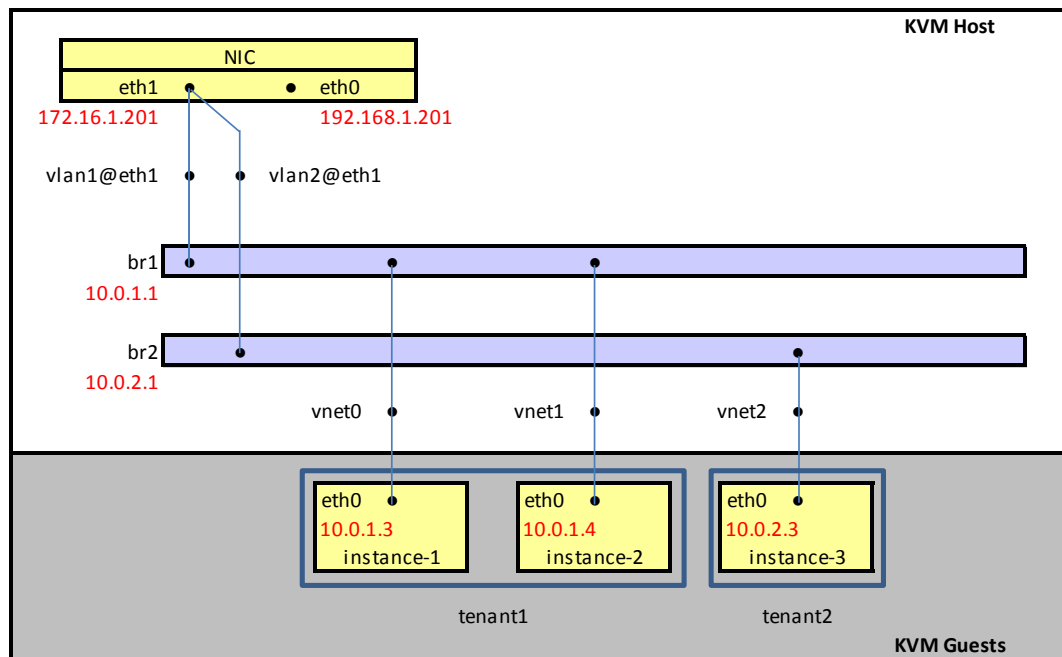 KVM Host
NIC
eth1 eth0
172.16.1.201 192.168.1.201
vlan1@eth1 vlan2@eth1
br1
10.0.1.1
br2
10.0.2.1
vnet0 vnet1 vnet2
eth0 eth0 eth0
10.0.1.3 10.0.1.4 10.0.2.3
instance-1 instance-2 instance-3
tenant1 tenant2
KVM Guests